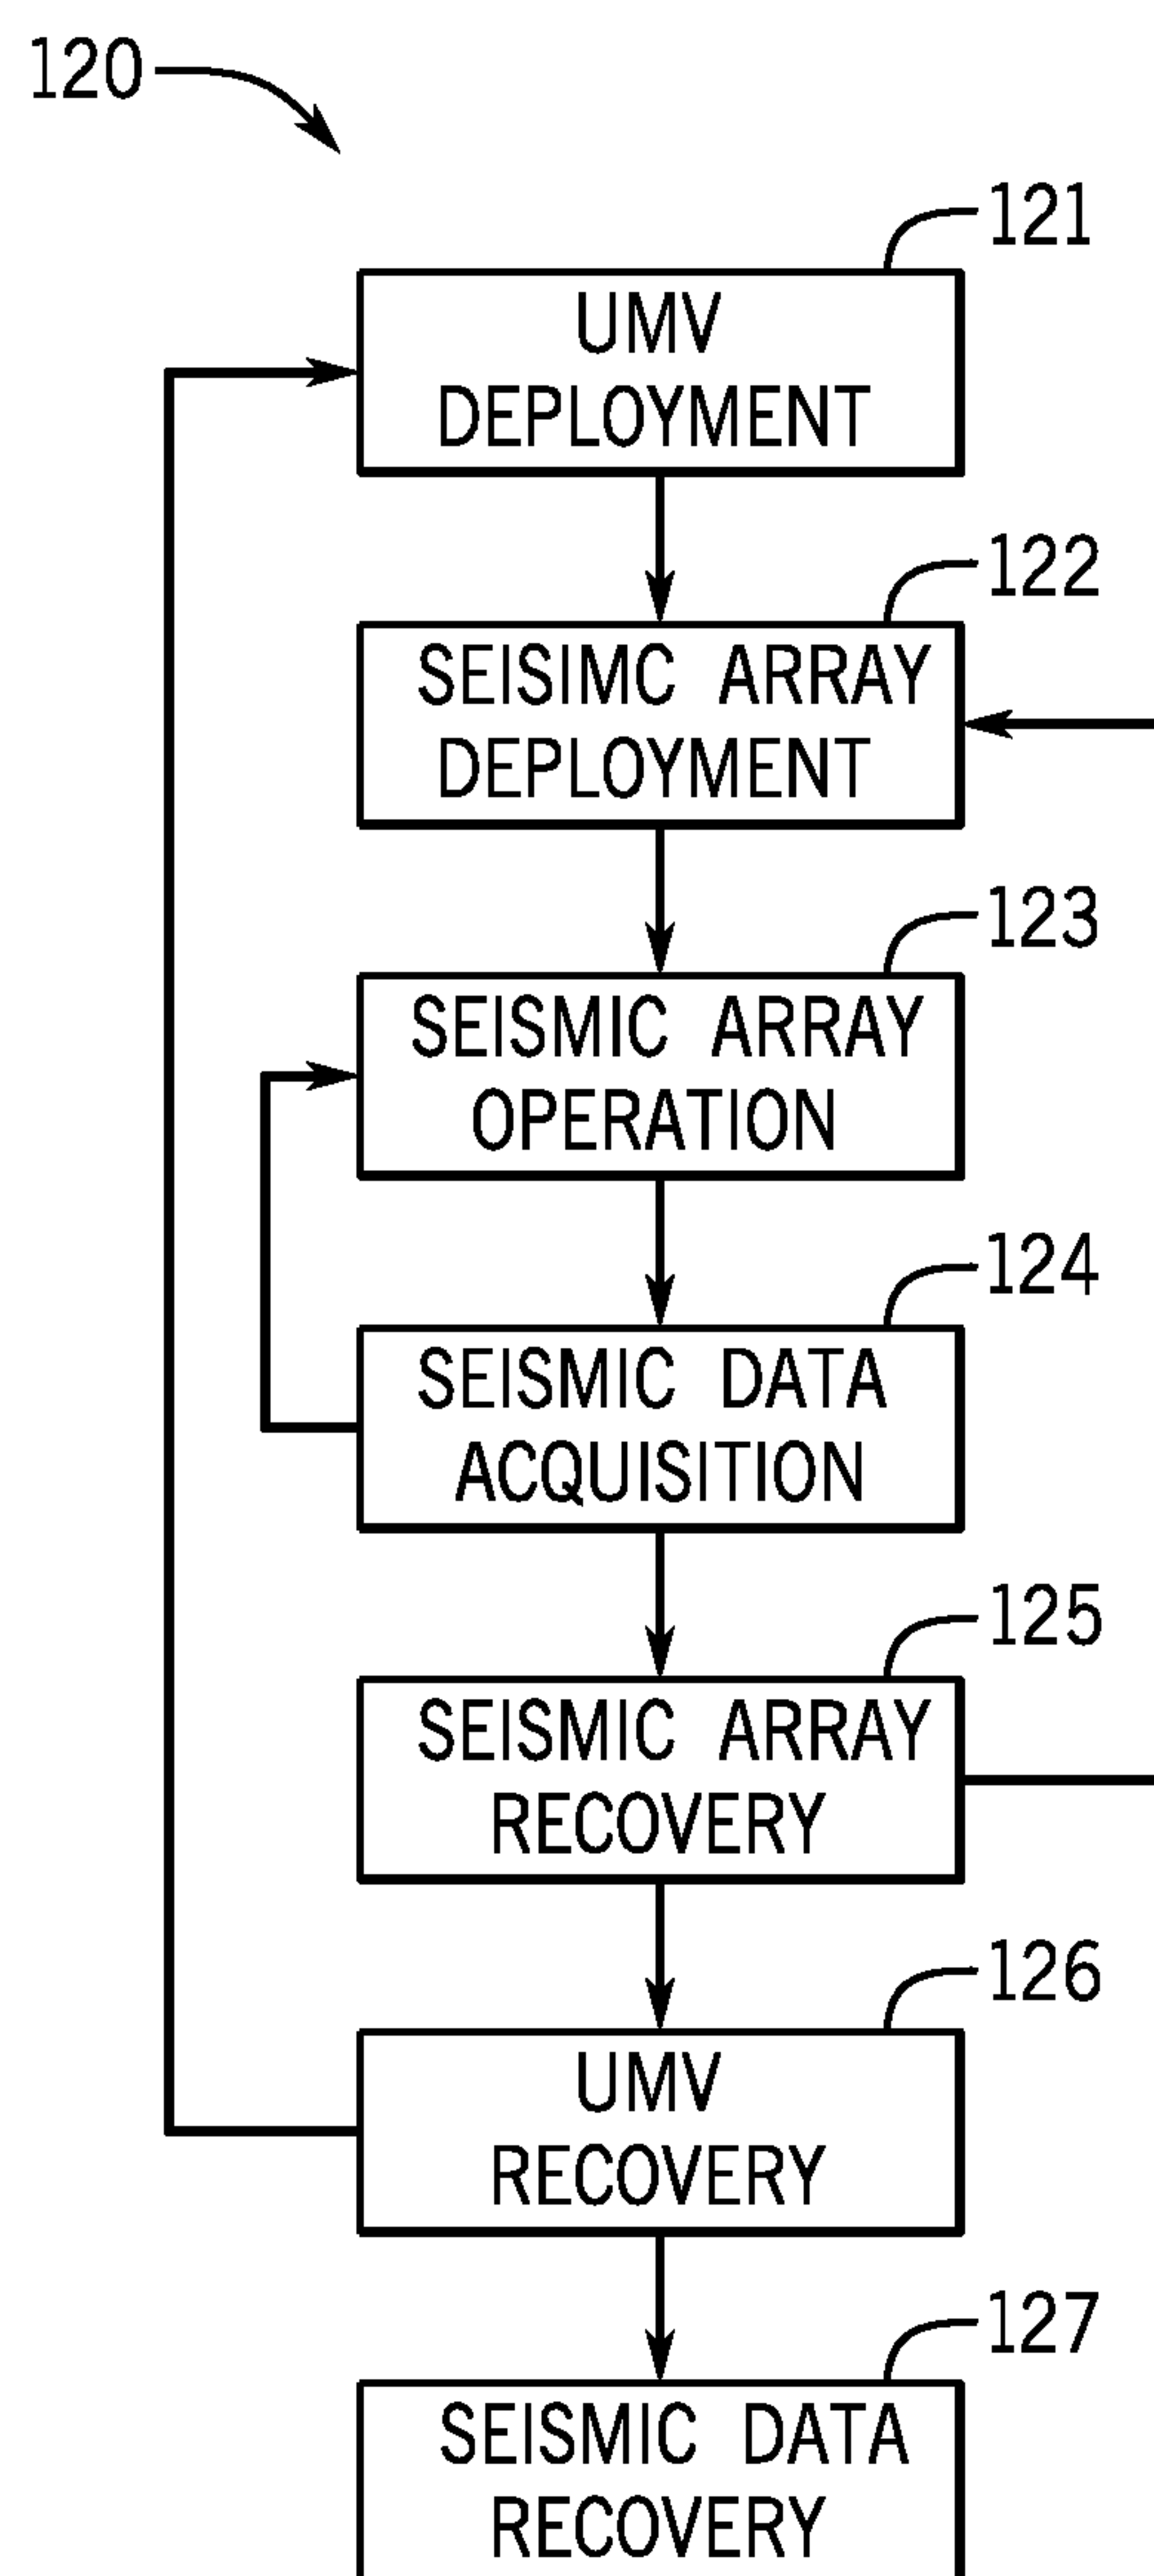 120
121
UMV
DEPLOYMENT
122
SEISIMC ARRAY
DEPLOYMENT
123
SEISMIC ARRAY
OPERATION
124
SEISMIC DATA
ACQUISITION
125
SEISMIC ARRAY
RECOVERY
126
UMV
RECOVERY
127
SEISMIC DATA
RECOVERY